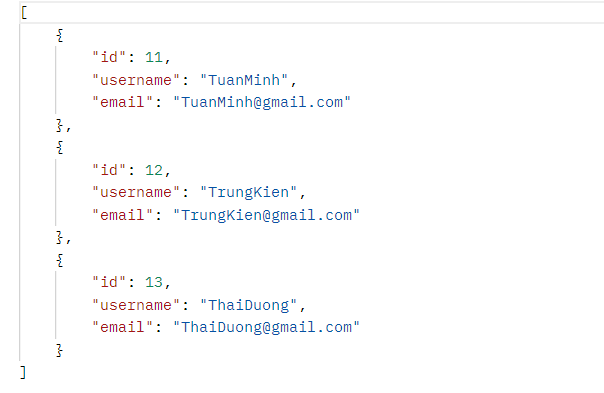 [
{
"id": 11,
"username": "TuanMinh",
"email": "TuanMinh@gmail.com"
},
{
"id": 12,
"username": "TrungKien",
"email": "TrungKien@gmail.com"
},
{
"id": 13,
"username": "ThaiDuong",
"email": "ThaiDuong@gmail.com"
}
]